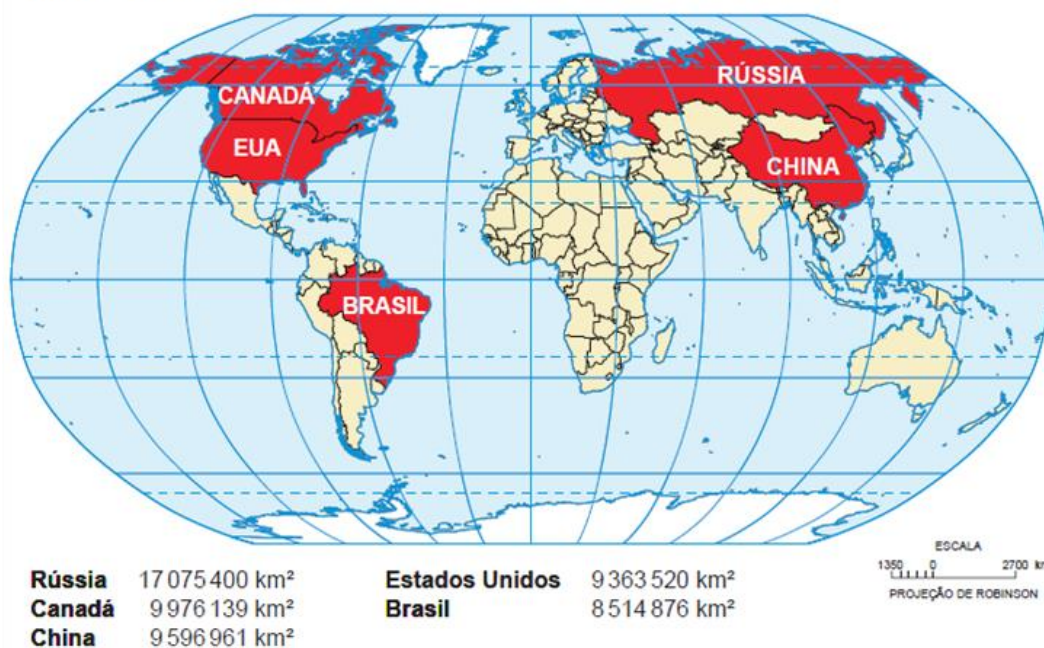 CANADÁ
RÚSSIA
EUA
CHINA
BRASIL
Rússia 17 075 400 km²
Canadá 9 976 139 km²
China 9 596 961 km²
Estados Unidos 9 363 520 km²
Brasil 8 514 876 km²
ESCALA
1350 0 2700 k
PROJEÇÃO DE ROBINSON